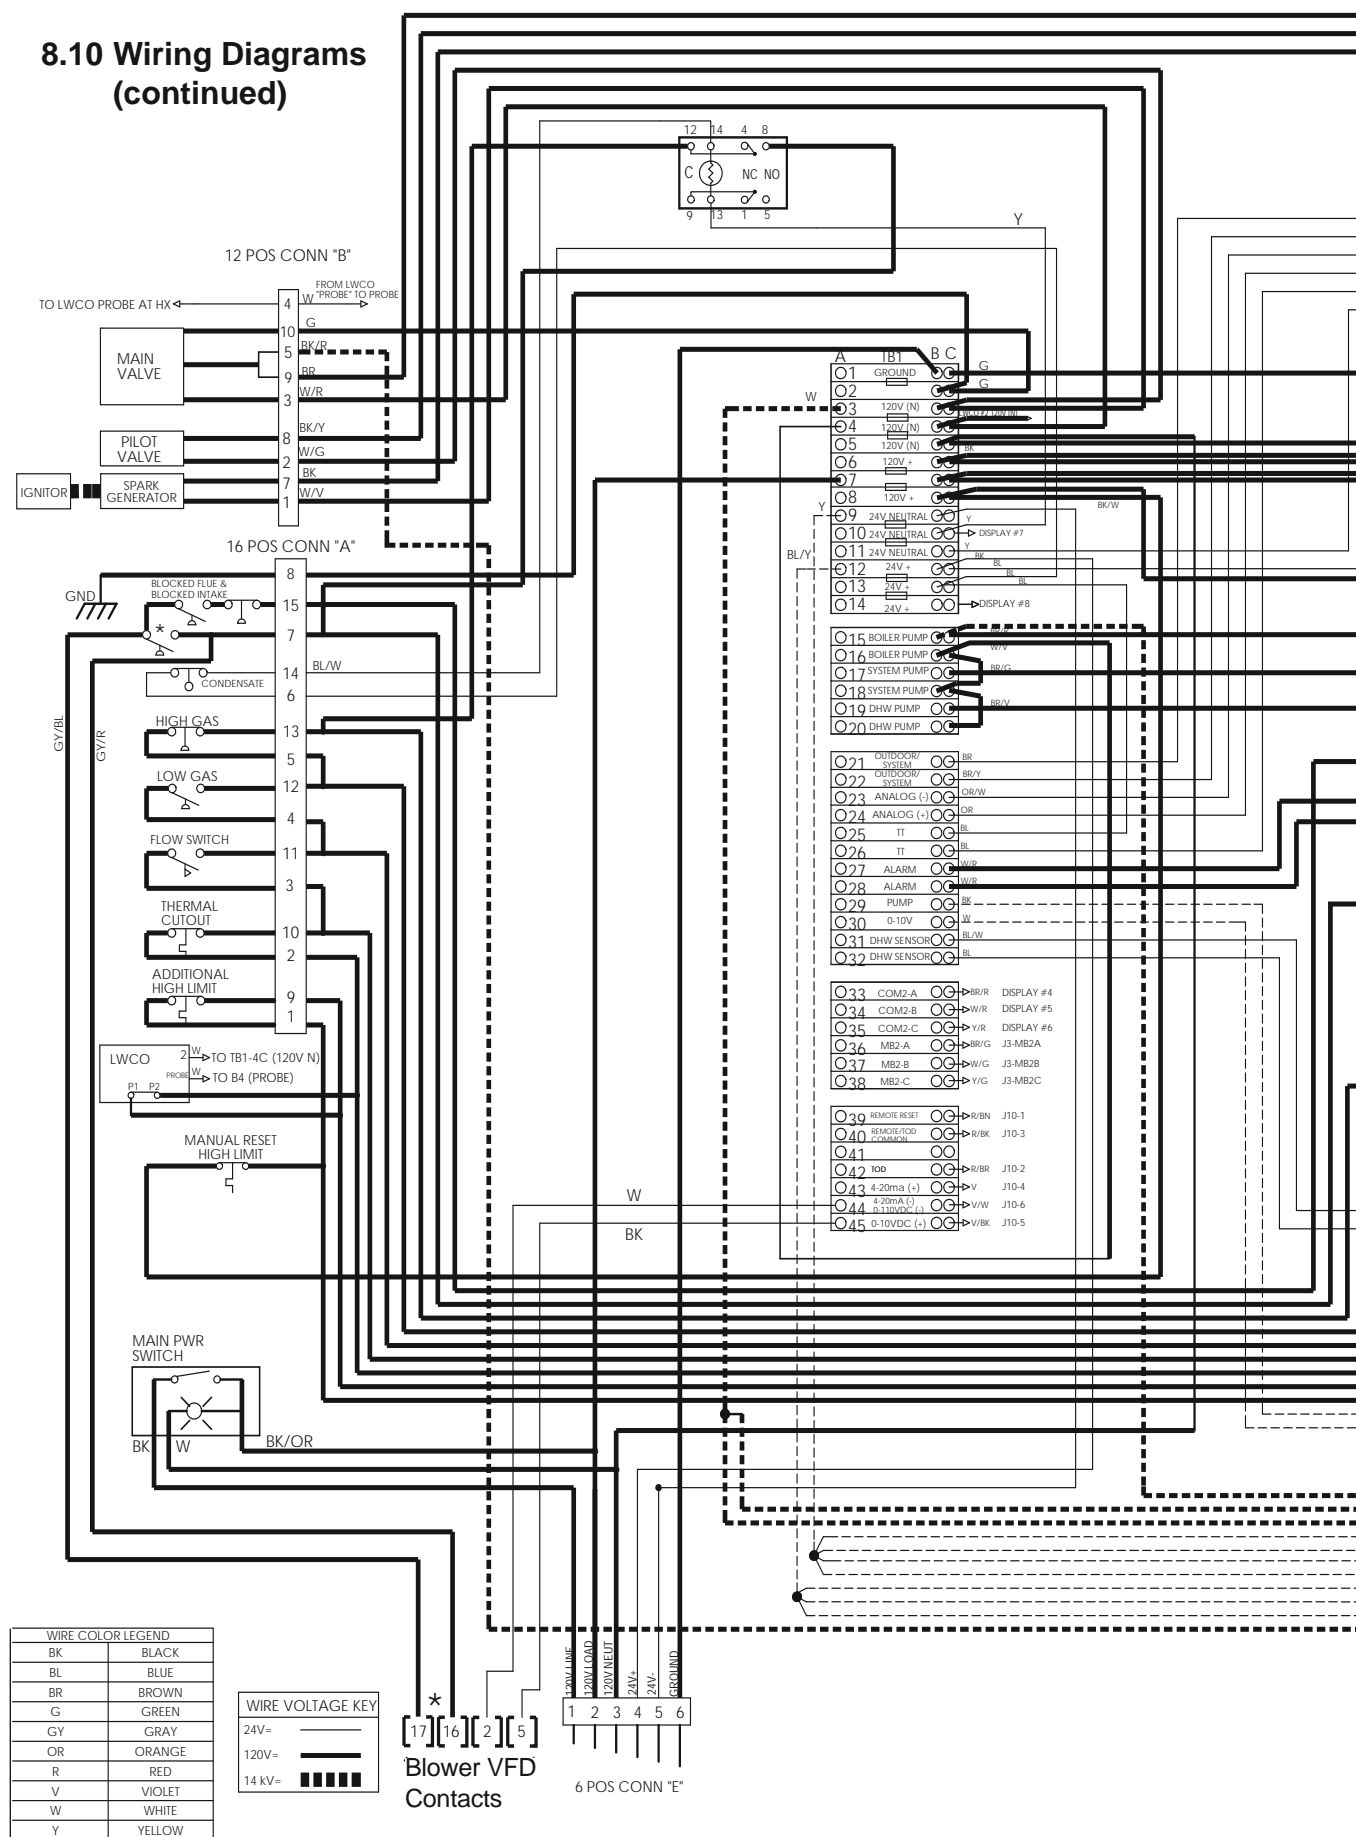 8.10 Wiring Diagrams
(continued)
12 14 4 8
C NC NO
9 13 1 5
Y
12 POS CONN "B"
TO LWCO PROBE AT HX
4
W
FROM LWCO
"PROBE" TO PROBE
MAIN
VALVE
10 G
5 BK/R
9 BR
3 W/R
PILOT
VALVE
8 BK/Y
2 W/G
IGNITOR
SPARK
GENERATOR
7 BK
1 W/V
16 POS CONN "A"
GND
8
BLOCKED FLUE &
BLOCKED INTAKE
15
*
7
14 BL/W
CONDENSATE
6
GY/BL
GY/R
HIGH GAS
13
5
LOW GAS
12
4
FLOW SWITCH
11
3
THERMAL
CUTOUT
10
2
ADDITIONAL
HIGH LIMIT
9
1
LWCO
2 W TO TB1-4C (120V N)
PROBE W TO B4 (PROBE)
P1 P2
MANUAL RESET
HIGH LIMIT
W
BK
A TB1 B C
1 GROUND G
2 G
W
3 120V (N)
4 120V (N)
5 120V (N)
BK
6 120V +
7
8 120V +
BK/W
Y
9 24V NEUTRAL
Y
10 24V NEUTRAL DISPLAY #7
11 24V NEUTRAL Y
BL/Y
BK
12 24V + BL
BL
13 24V + BL
14 24V + DISPLAY #8
15 BOILER PUMP BR/R
16 BOILER PUMP W/V
17 SYSTEM PUMP BR/G
18 SYSTEM PUMP
19 DHW PUMP BR/V
20 DHW PUMP
21 OUTDOOR/
SYSTEM BR
22 OUTDOOR/
SYSTEM BR/Y
23 ANALOG (-) OR/W
24 ANALOG (+) OR
25 TT BL
26 TT BL
27 ALARM W/R
28 ALARM W/R
29 PUMP BK
30 0-10V W
31 DHW SENSOR BL/W
32 DHW SENSOR BL
33 COM2-A BR/R DISPLAY #4
34 COM2-B W/R DISPLAY #5
35 COM2-C Y/R DISPLAY #6
36 MB2-A BR/G J3-MB2A
37 MB2-B W/G J3-MB2B
38 MB2-C Y/G J3-MB2C
39 REMOTE RESET R/BN J10-1
40 REMOTE/TOD
COMMON R/BK J10-3
41
42 TOD R/BR J10-2
43 4-20ma (+) V J10-4
44 4-20mA (-)
0-110VDC (-) V/W J10-6
45 0-10VDC (+) V/BK J10-5
MAIN PWR
SWITCH
BK W BK/OR
WIRE COLOR LEGEND
BK BLACK
BL BLUE
BR BROWN
G GREEN
GY GRAY
OR ORANGE
R RED
V VIOLET
W WHITE
Y YELLOW
WIRE VOLTAGE KEY
24V=
120V=
14 kV=
*
17 16 2 5
Blower VFD
Contacts
120V LINE
120V LOAD
120V NEUT
24V+
24V-
GROUND
1 2 3 4 5 6
6 POS CONN "E"